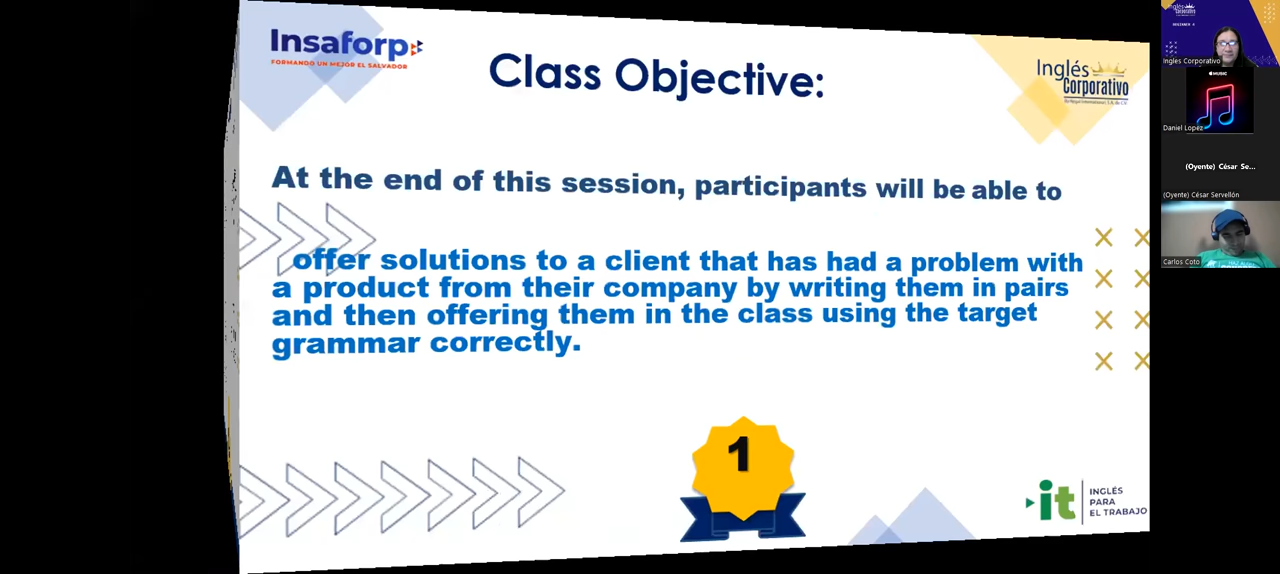 Insaforp
FORMANDO UN MEJOR EL SALVADOR
Class Objective:
Inglés
Corporativo
At the end of this session, participants will be able to
offer solutions to a client that has had a problem with
a product from their company by writing them in pairs
and then offering them in the class using the target
grammar correctly.
1
it
INGLÉS
PARA
EL TRABAJO
BEGINNER 4
Inglés Corporativo
MUSIC
Daniel Lopez
(Oyente) César Se...
(Oyente) César Servellón
Carlos Coto